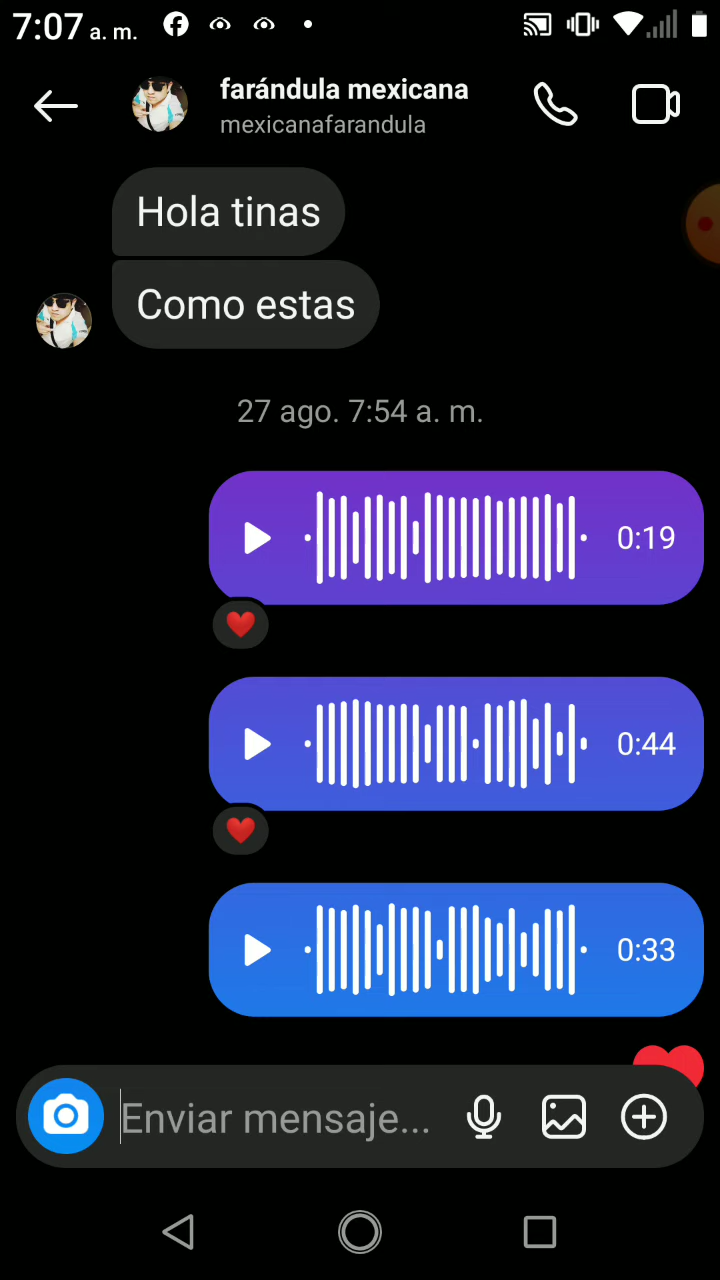 7:07 a. m.
farándula mexicana
mexicanafarandula
Hola tinas
Como estas
27 ago. 7:54 a. m.
0:19
0:44
0:33
Enviar mensaje...